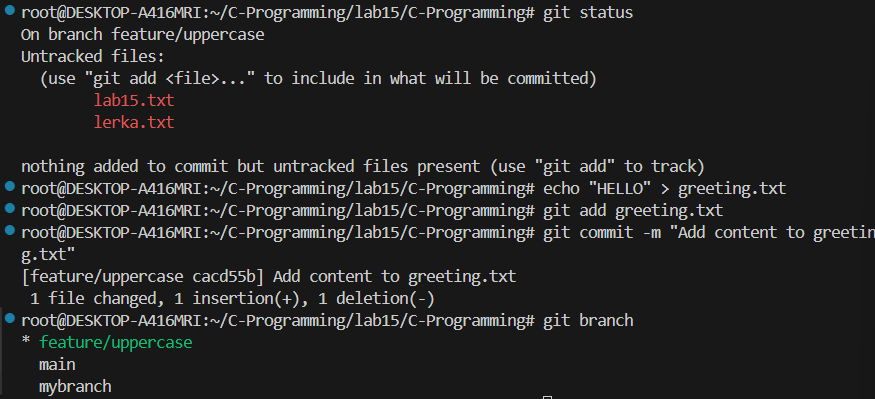 root@DESKTOP-A416MRI:~/C-Programming/lab15/C-Programming# git status
On branch feature/uppercase
Untracked files:
  (use "git add <file>..." to include in what will be committed)
        lab15.txt
        lerka.txt

nothing added to commit but untracked files present (use "git add" to track)
root@DESKTOP-A416MRI:~/C-Programming/lab15/C-Programming# echo "HELLO" > greeting.txt
root@DESKTOP-A416MRI:~/C-Programming/lab15/C-Programming# git add greeting.txt
root@DESKTOP-A416MRI:~/C-Programming/lab15/C-Programming# git commit -m "Add content to greetin
g.txt"
[feature/uppercase cacd55b] Add content to greeting.txt
 1 file changed, 1 insertion(+), 1 deletion(-)
root@DESKTOP-A416MRI:~/C-Programming/lab15/C-Programming# git branch
* feature/uppercase
  main
  mybranch